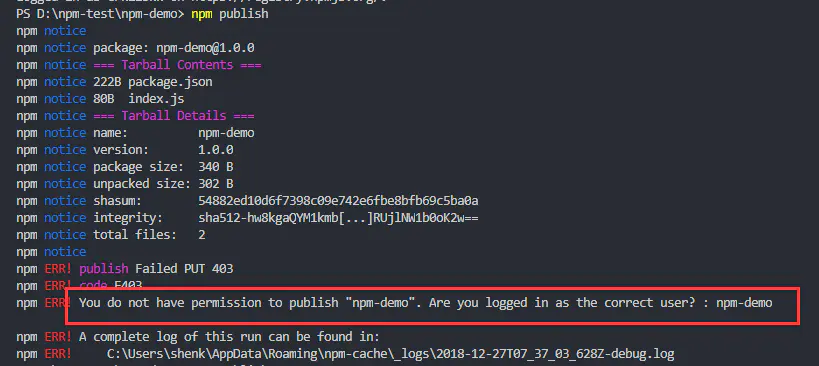 PS D:\npm-test\npm-demo> npm publish
npm notice
npm notice package: npm-demo@1.0.0
npm notice === Tarball Contents ===
npm notice 222B package.json
npm notice 80B  index.js
npm notice === Tarball Details ===
npm notice name:          npm-demo
npm notice version:       1.0.0
npm notice package size:  340 B
npm notice unpacked size: 302 B
npm notice shasum:        54882ed10d6f7398c09e742e6fbe8bfb69c5ba0a
npm notice integrity:     sha512-hw8kgaQYM1kmb[...]RUjlNW1b0oK2w==
npm notice total files:   2
npm notice
npm ERR! publish Failed PUT 403
npm ERR! code E403
npm ERR! You do not have permission to publish "npm-demo". Are you logged in as the correct user? : npm-demo
npm ERR! A complete log of this run can be found in:
npm ERR!     C:\Users\shenk\AppData\Roaming\npm-cache\_logs\2018-12-27T07_37_03_628Z-debug.log